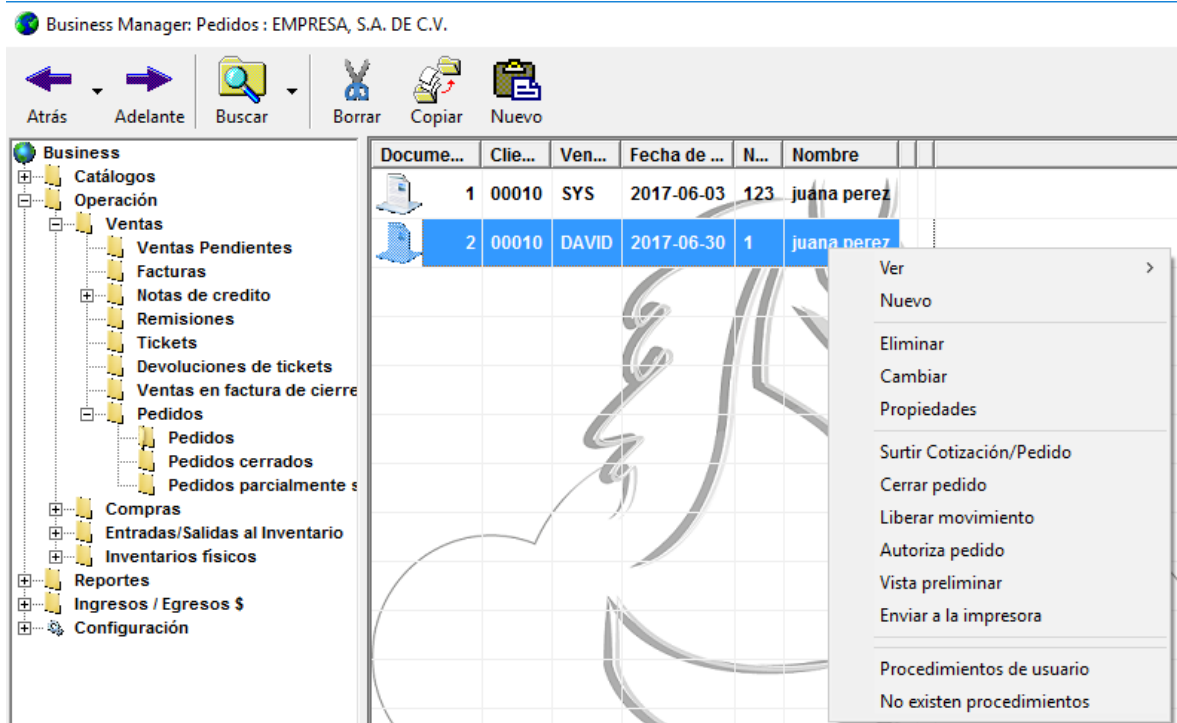 Business Manager: Pedidos : EMPRESA, S.A. DE C.V.
Atrás Adelante Buscar Borrar Copiar Nuevo
Business
Catálogos
Operación
Ventas
Ventas Pendientes
Facturas
Notas de credito
Remisiones
Tickets
Devoluciones de tickets
Ventas en factura de cierre
Pedidos
Pedidos
Pedidos cerrados
Pedidos parcialmente s
Compras
Entradas/Salidas al Inventario
Inventarios físicos
Reportes
Ingresos / Egresos $
Configuración
Docume... Clie... Ven... Fecha de ... N... Nombre
1 00010 SYS 2017-06-03 123 juana perez
2 00010 DAVID 2017-06-30 1 juana perez
Ver >
Nuevo
Eliminar
Cambiar
Propiedades
Surtir Cotización/Pedido
Cerrar pedido
Liberar movimiento
Autoriza pedido
Vista preliminar
Enviar a la impresora
Procedimientos de usuario
No existen procedimientos